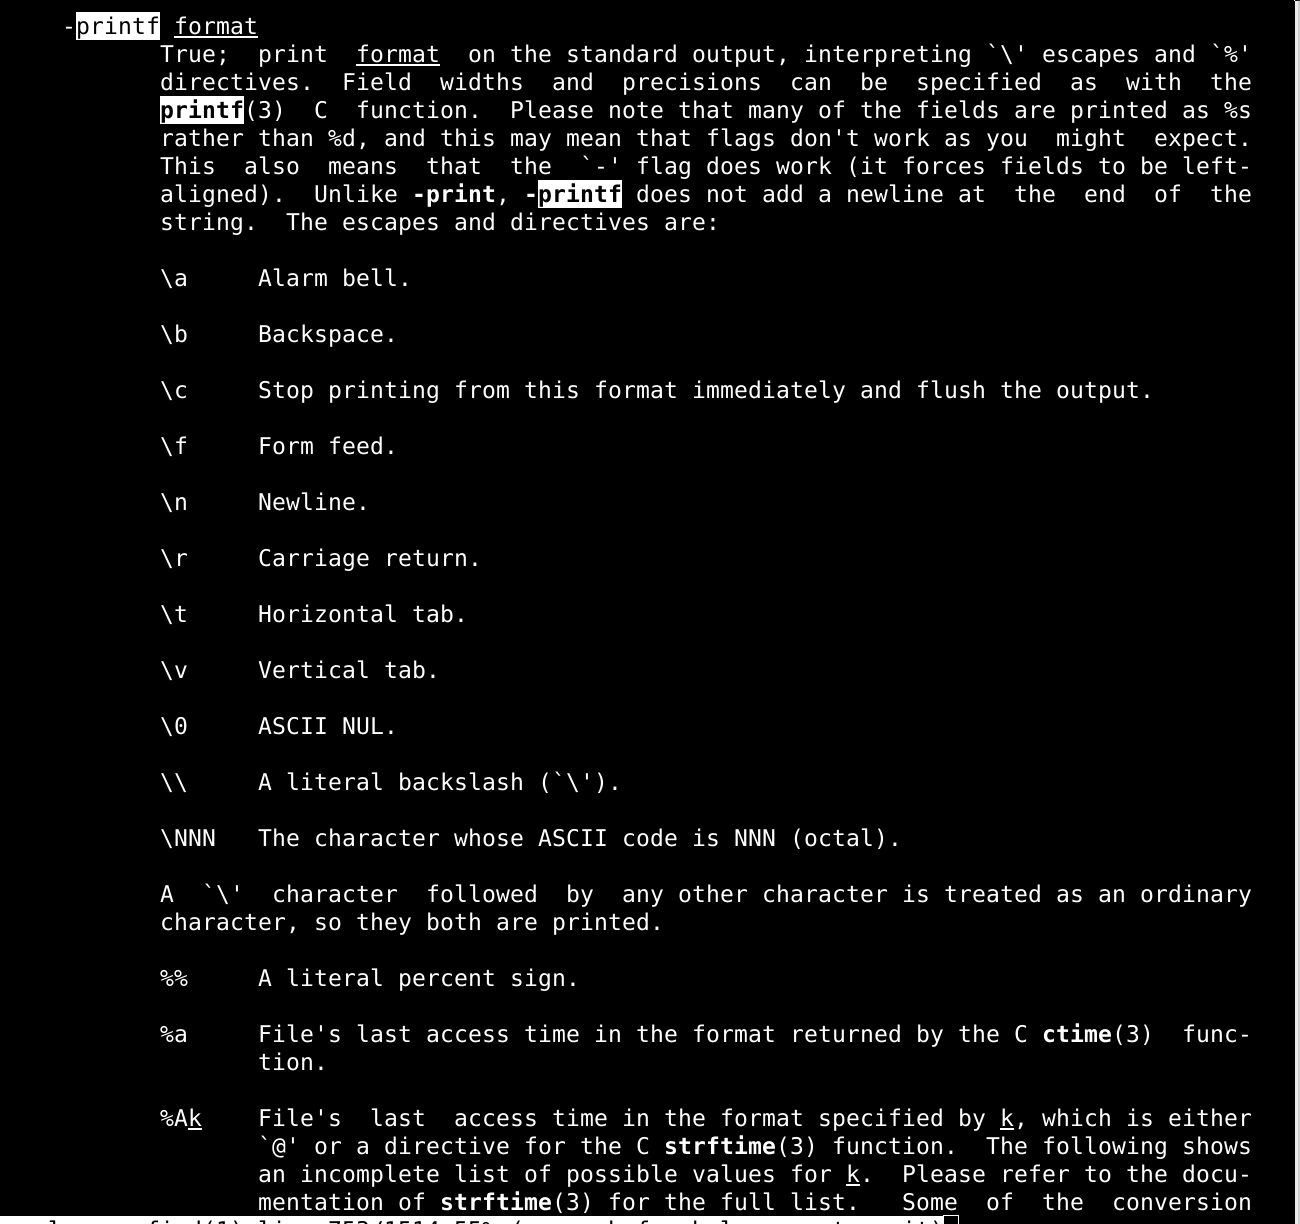 -printf format
True;  print  format  on the standard output, interpreting `\' escapes and `%'
directives.  Field  widths  and  precisions  can  be  specified  as  with  the
printf(3)  C  function.  Please note that many of the fields are printed as %s
rather than %d, and this may mean that flags don't work as you  might  expect.
This  also  means  that  the  `-' flag does work (it forces fields to be left-
aligned).  Unlike -print, -printf does not add a newline at  the  end  of  the
string.  The escapes and directives are:
\a     Alarm bell.
\b     Backspace.
\c     Stop printing from this format immediately and flush the output.
\f     Form feed.
\n     Newline.
\r     Carriage return.
\t     Horizontal tab.
\v     Vertical tab.
\0     ASCII NUL.
\\     A literal backslash (`\').
\NNN   The character whose ASCII code is NNN (octal).
A  `\'  character  followed  by  any other character is treated as an ordinary
character, so they both are printed.
%%     A literal percent sign.
%a     File's last access time in the format returned by the C ctime(3)  func-
tion.
%Ak    File's  last  access time in the format specified by k, which is either
`@' or a directive for the C strftime(3) function.  The following shows
an incomplete list of possible values for k.  Please refer to the docu-
mentation of strftime(3) for the full list.  Some  of  the  conversion